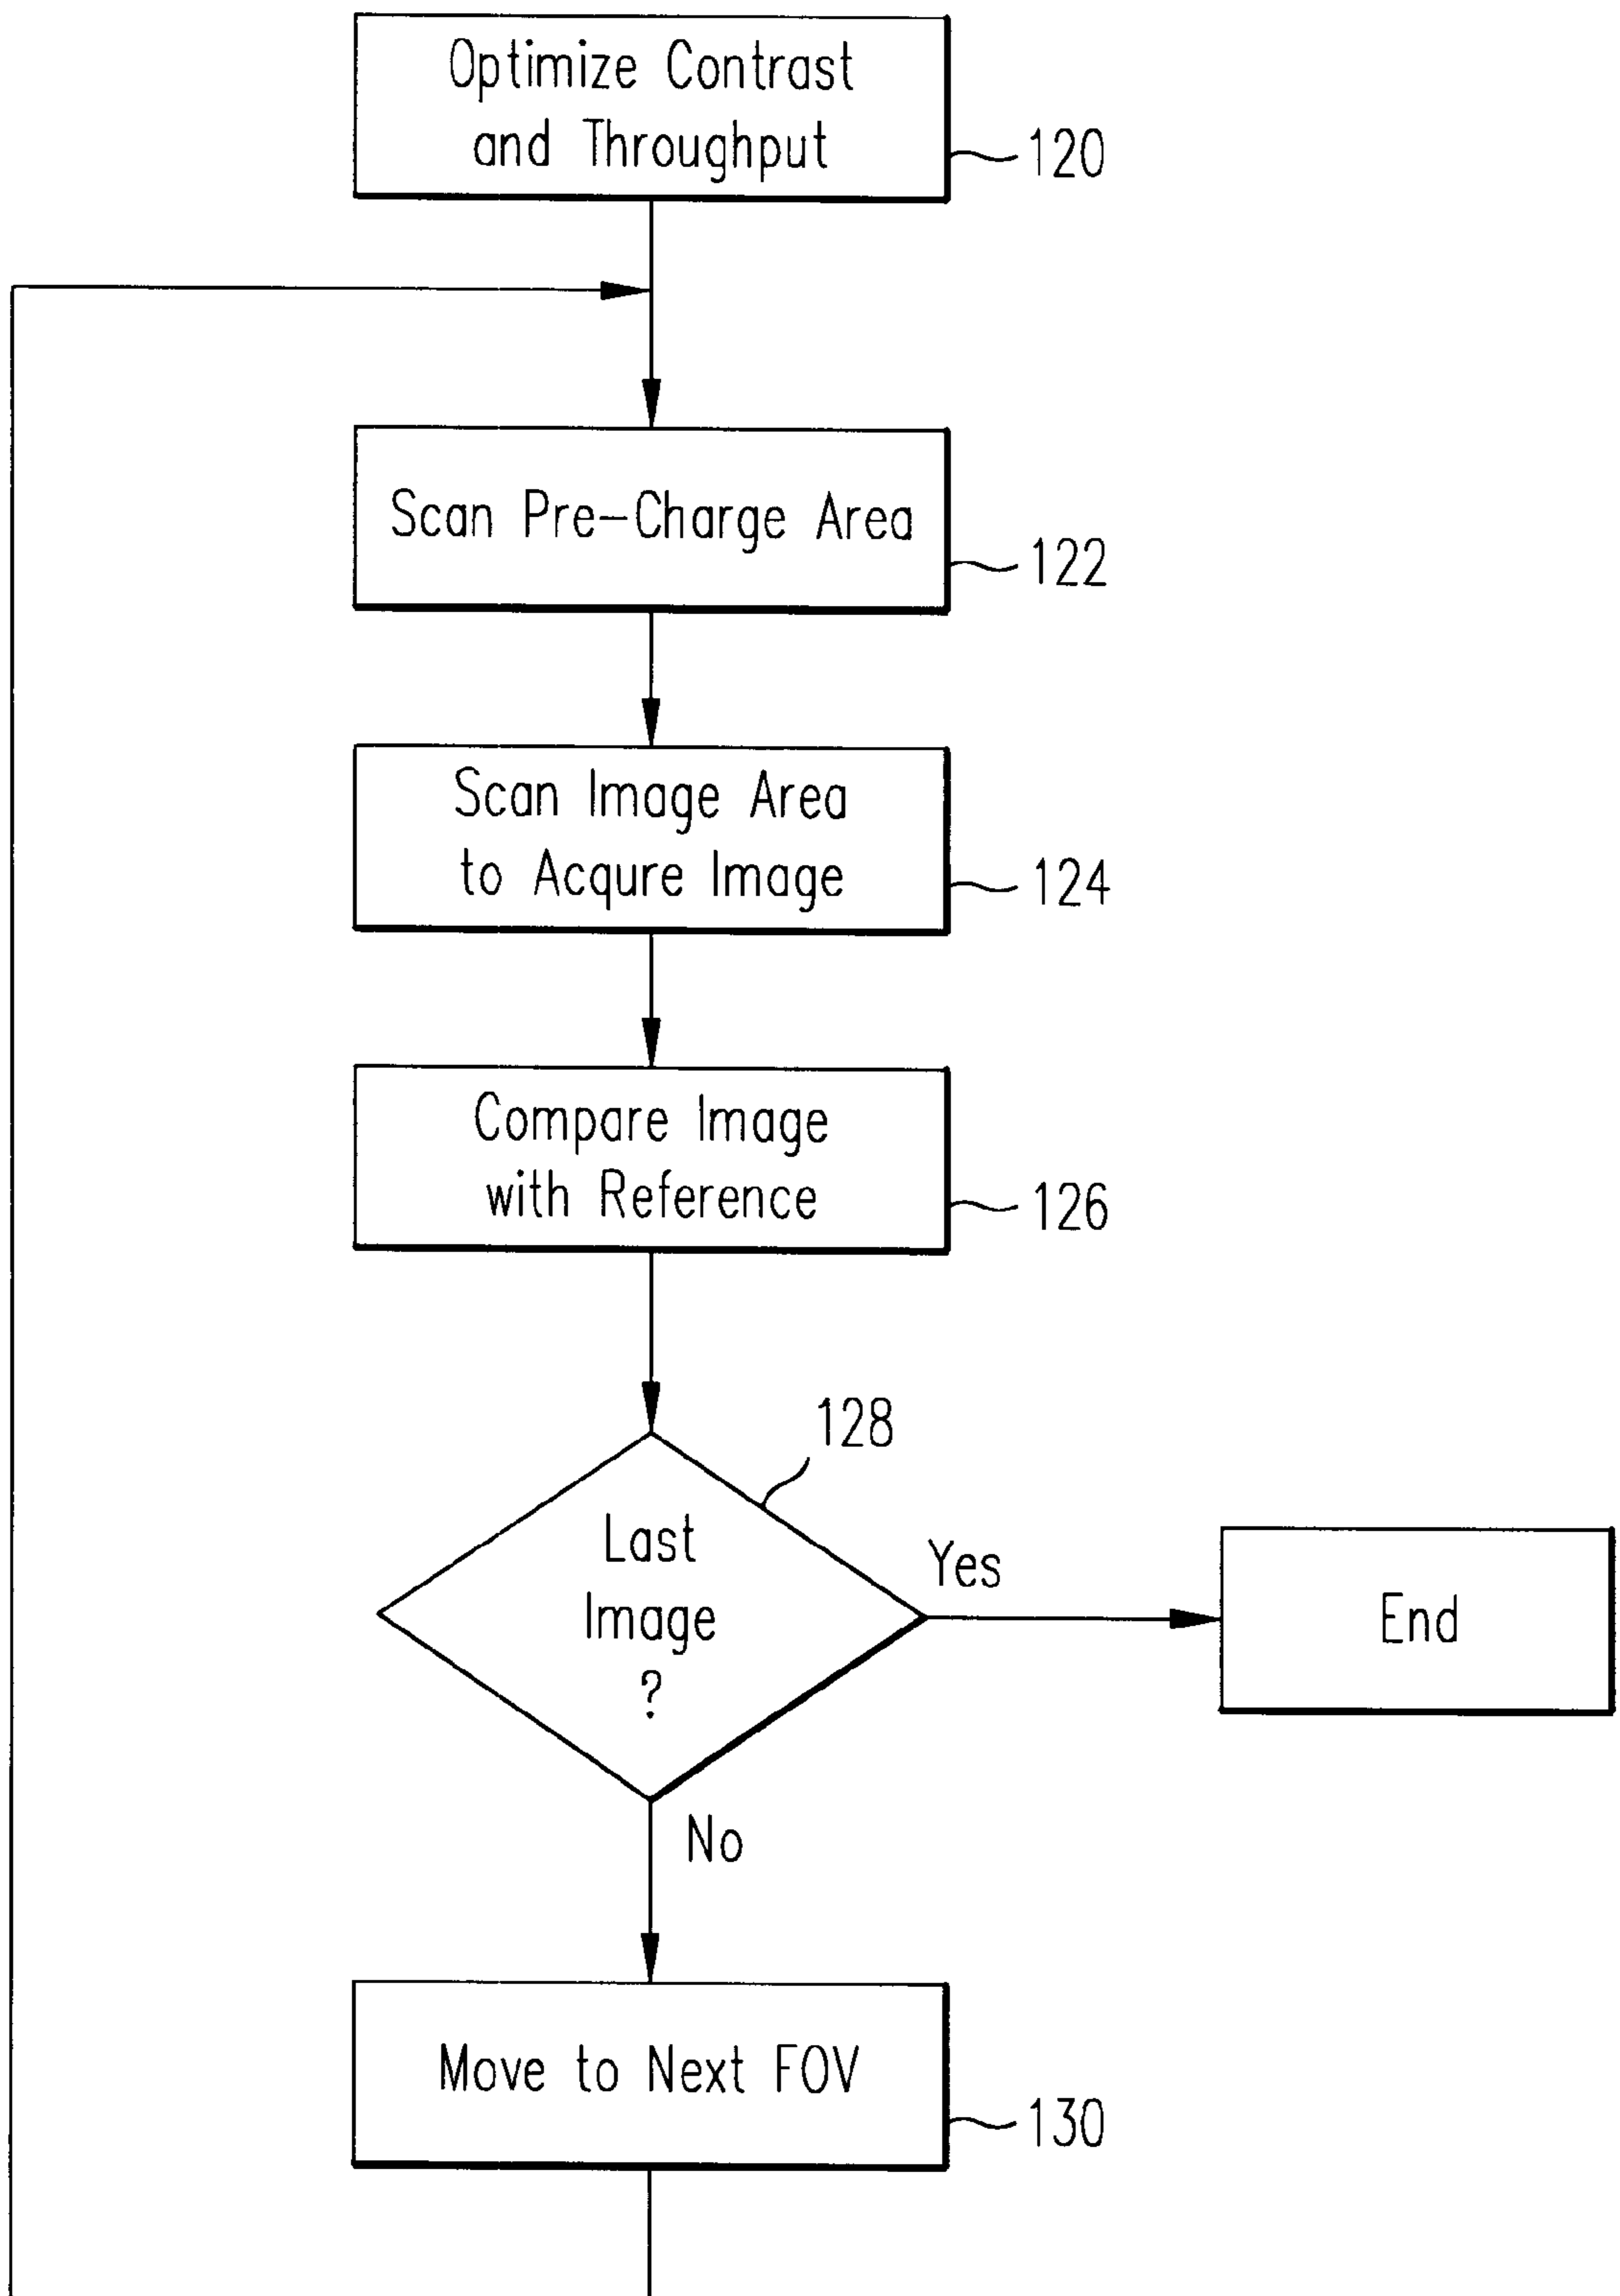 Optimize Contrast
and Throughput
120
Scan Pre-Charge Area
122
Scan Image Area
to Acqure Image
124
Compare Image
with Reference
126
128
Last
Image
?
Yes
End
No
Move to Next FOV
130